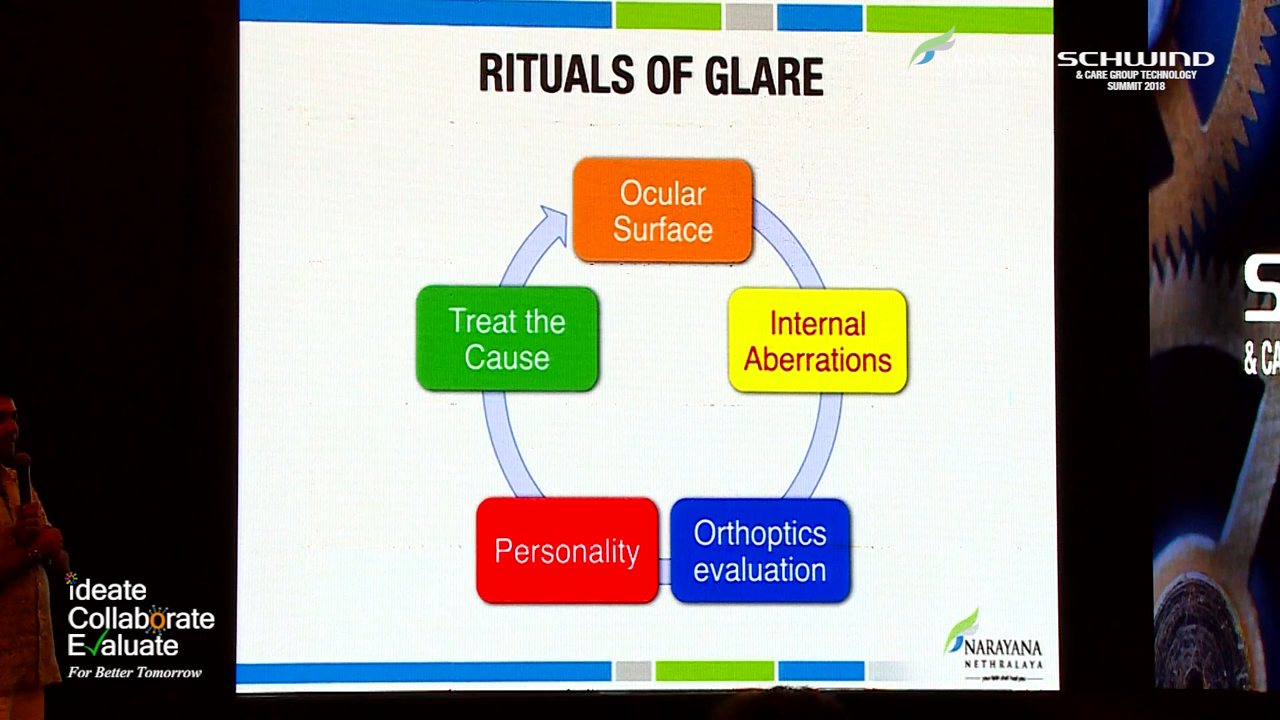 RITUALS OF GLARE
SCHWIND
& CARE GROUP TECHNOLOGY
SUMMIT 2018
Ocular
Surface
Treat the
Cause
Internal
Aberrations
Personality
Orthoptics
evaluation
ideate
Collaborate
Evaluate
For Better Tomorrow
NARAYANA
NETHRALAYA
S
& CA